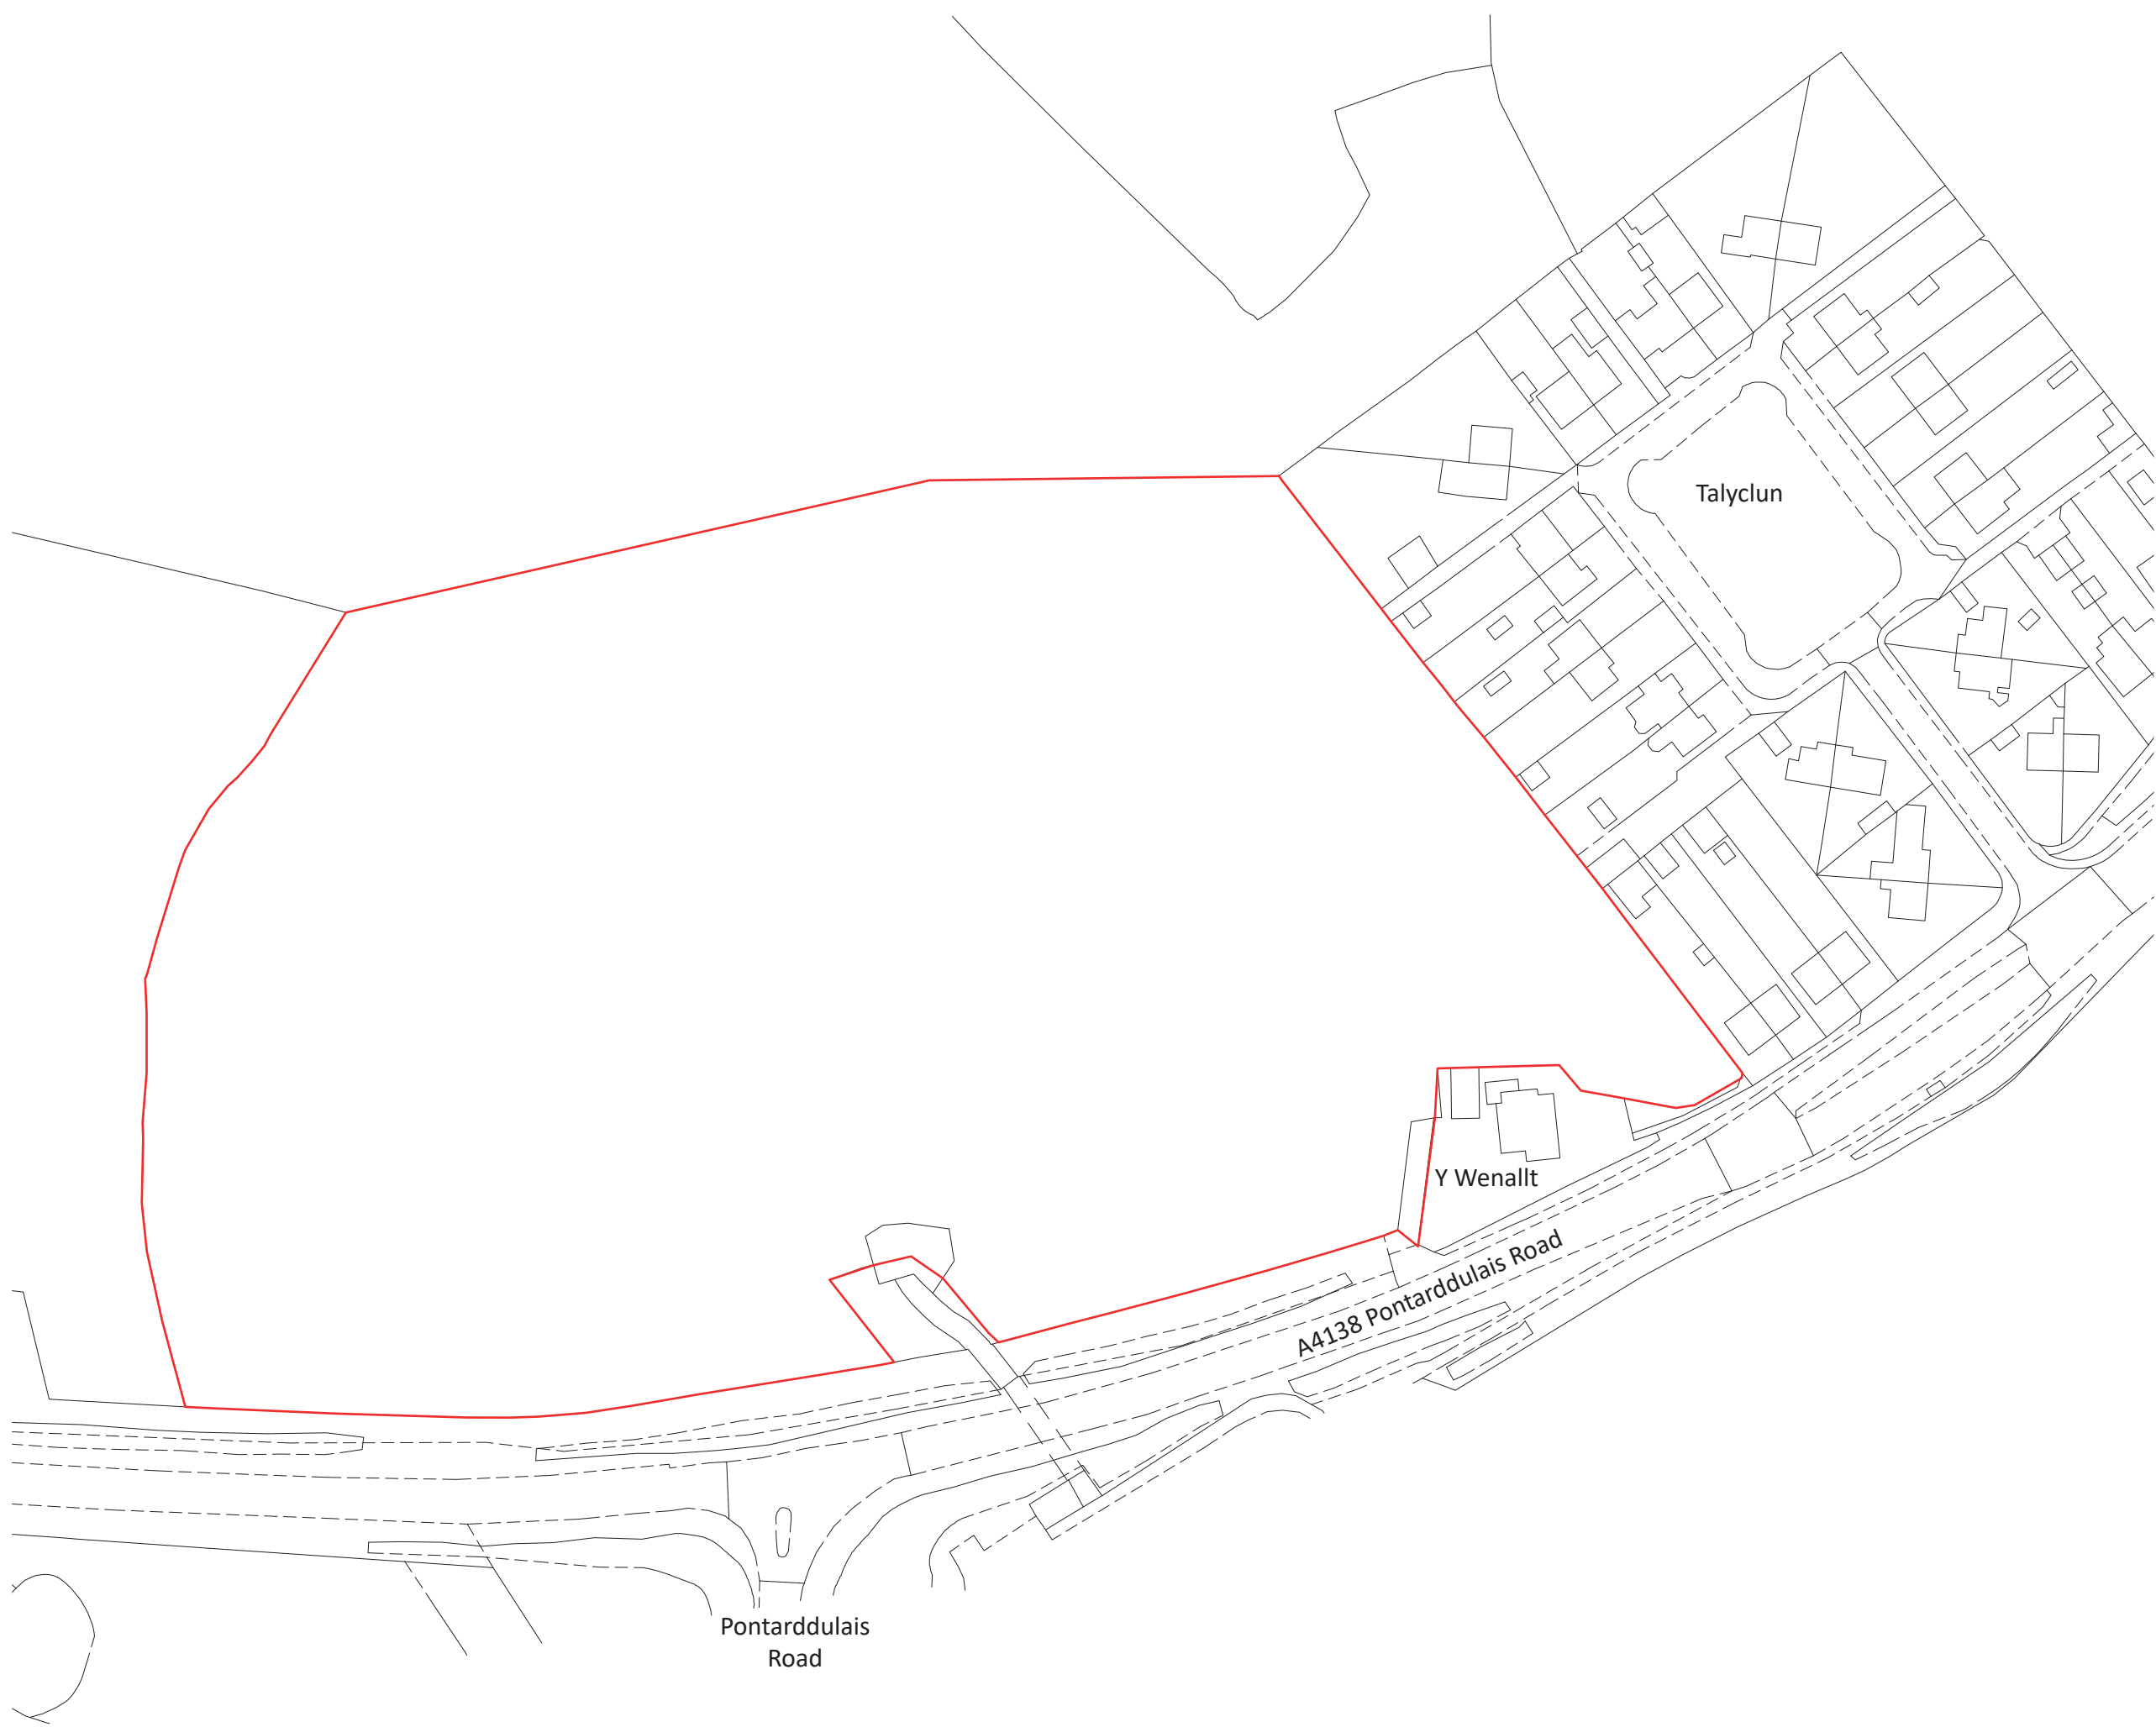 Talyclun
Y Wenallt
A4138 Pontarddulais Road
Pontarddulais
Road